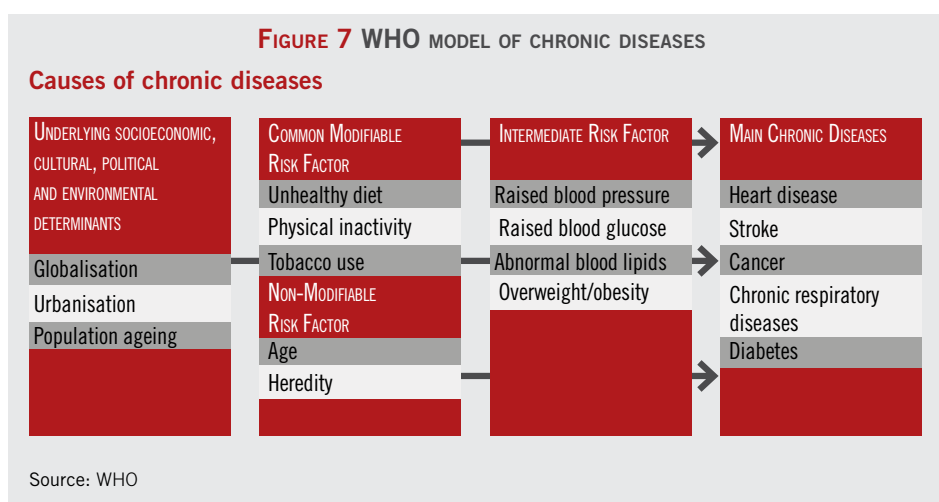 FIGURE 7 WHO MODEL OF CHRONIC DISEASES
Causes of chronic diseases
UNDERLYING SOCIOECONOMIC,
CULTURAL, POLITICAL
AND ENVIRONMENTAL
DETERMINANTS
Globalisation
Urbanisation
Population ageing
COMMON MODIFIABLE
RISK FACTOR
Unhealthy diet
Physical inactivity
Tobacco use
NON-MODIFIABLE
RISK FACTOR
Age
Heredity
INTERMEDIATE RISK FACTOR
Raised blood pressure
Raised blood glucose
Abnormal blood lipids
Overweight/obesity
MAIN CHRONIC DISEASES
Heart disease
Stroke
Cancer
Chronic respiratory
diseases
Diabetes
Source: WHO